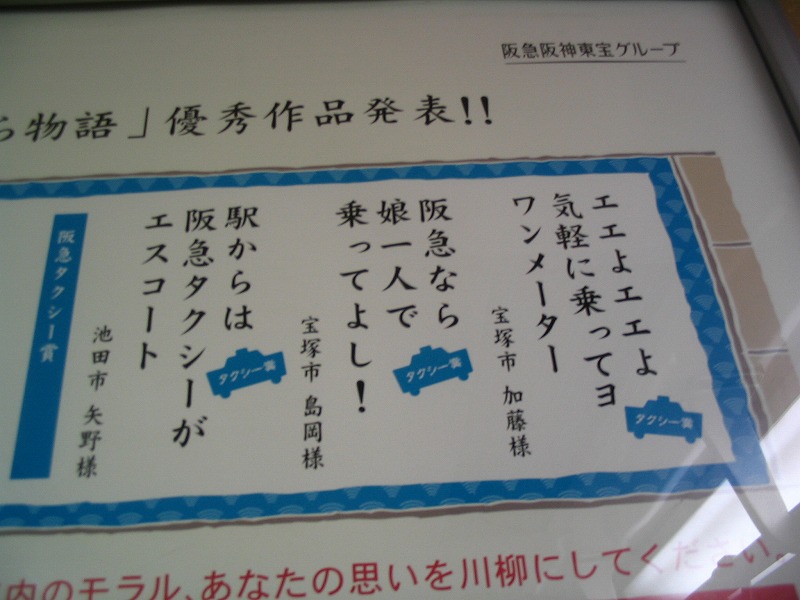 阪急阪神東宝グループ
物語」優秀作品発表!!
エエよエエよ
気軽に乗ってヨ
ワンメーター
宝塚市 加藤様
タクシー賞
阪急なら
娘一人で
乗ってよし!
宝塚市 島岡様
タクシー賞
駅からは
阪急タクシーが
エスコート
池田市 矢野様
タクシー賞
阪急タクシー賞
内のモラル、あなたの思いを川柳にしてください。